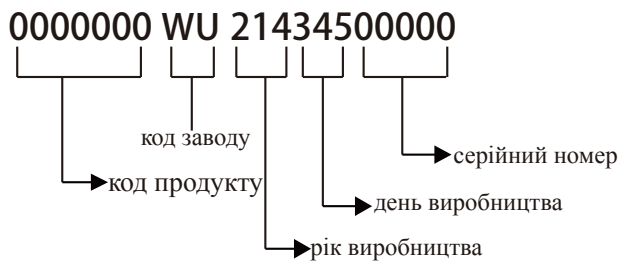 0000000 WU 21434500000
код заводу
серійний номер
код продукту
день виробництва
рік виробництва